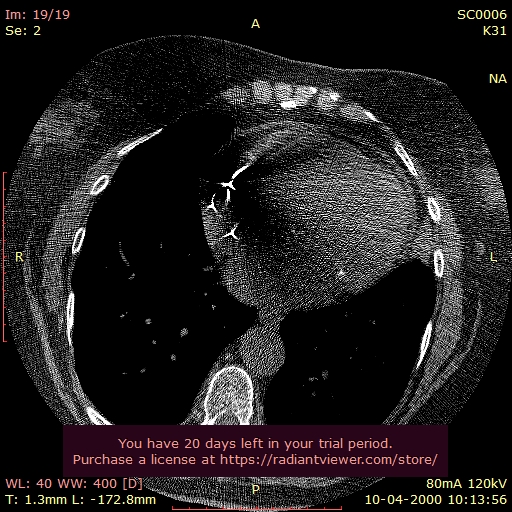 Im: 19/19
Se: 2
A
SC0006
K31
NA
R
L
You have 20 days left in your trial period.
Purchase a license at https://radiantviewer.com/store/
WL: 40 WW: 400 [D]
T: 1.3mm L: -172.8mm
P
80mA 120kV
10-04-2000 10:13:56